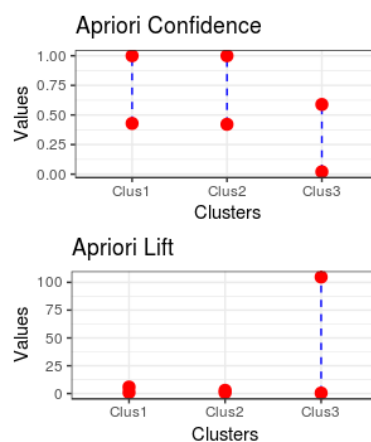 Apriori Confidence
1.00
0.75
0.50
0.25
0.00
Values
Clus1 Clus2 Clus3
Clusters
Apriori Lift
100
75
50
25
0
Values
Clus1 Clus2 Clus3
Clusters